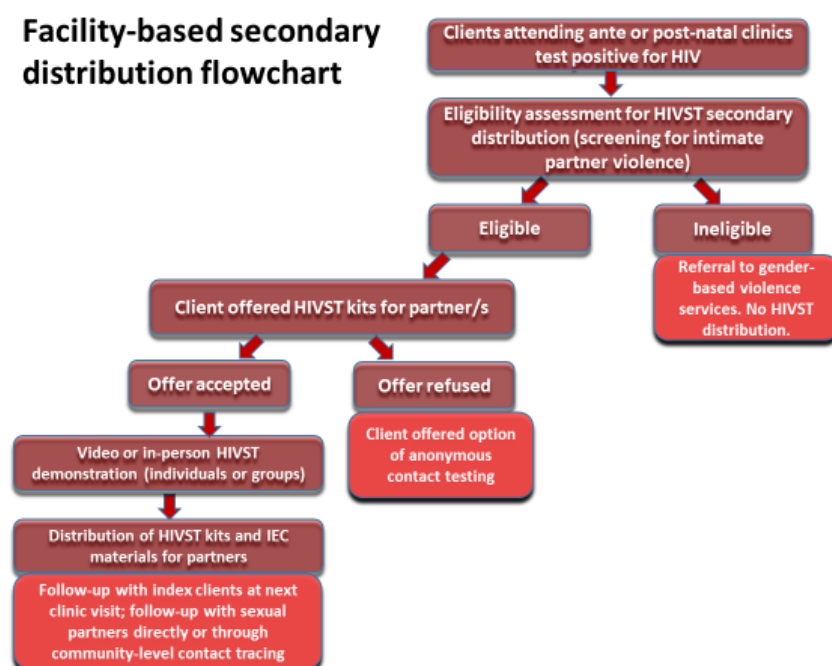 Facility-based secondary
distribution flowchart
Clients attending ante or post-natal clinics
test positive for HIV
Eligibility assessment for HIVST secondary
distribution (screening for intimate
partner violence)
Eligible
Ineligible
Referral to gender-
based violence
services. No HIVST
distribution.
Client offered HIVST kits for partner/s
Offer accepted
Offer refused
Client offered option
of anonymous
contact testing
Video or in-person HIVST
demonstration (individuals or groups)
Distribution of HIVST kits and IEC
materials for partners
Follow-up with index clients at next
clinic visit; follow-up with sexual
partners directly or through
community-level contact tracing